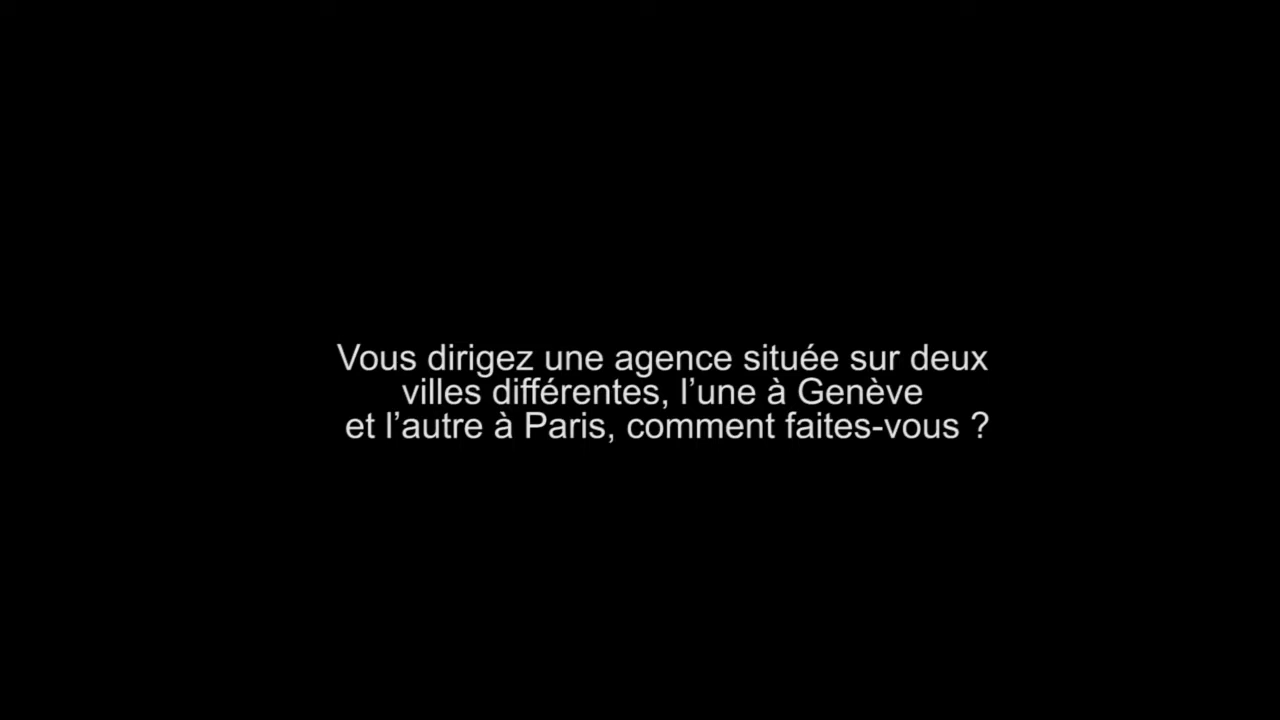 Vous dirigez une agence située sur deux
villes différentes, l’une à Genève
et l’autre à Paris, comment faites-vous ?